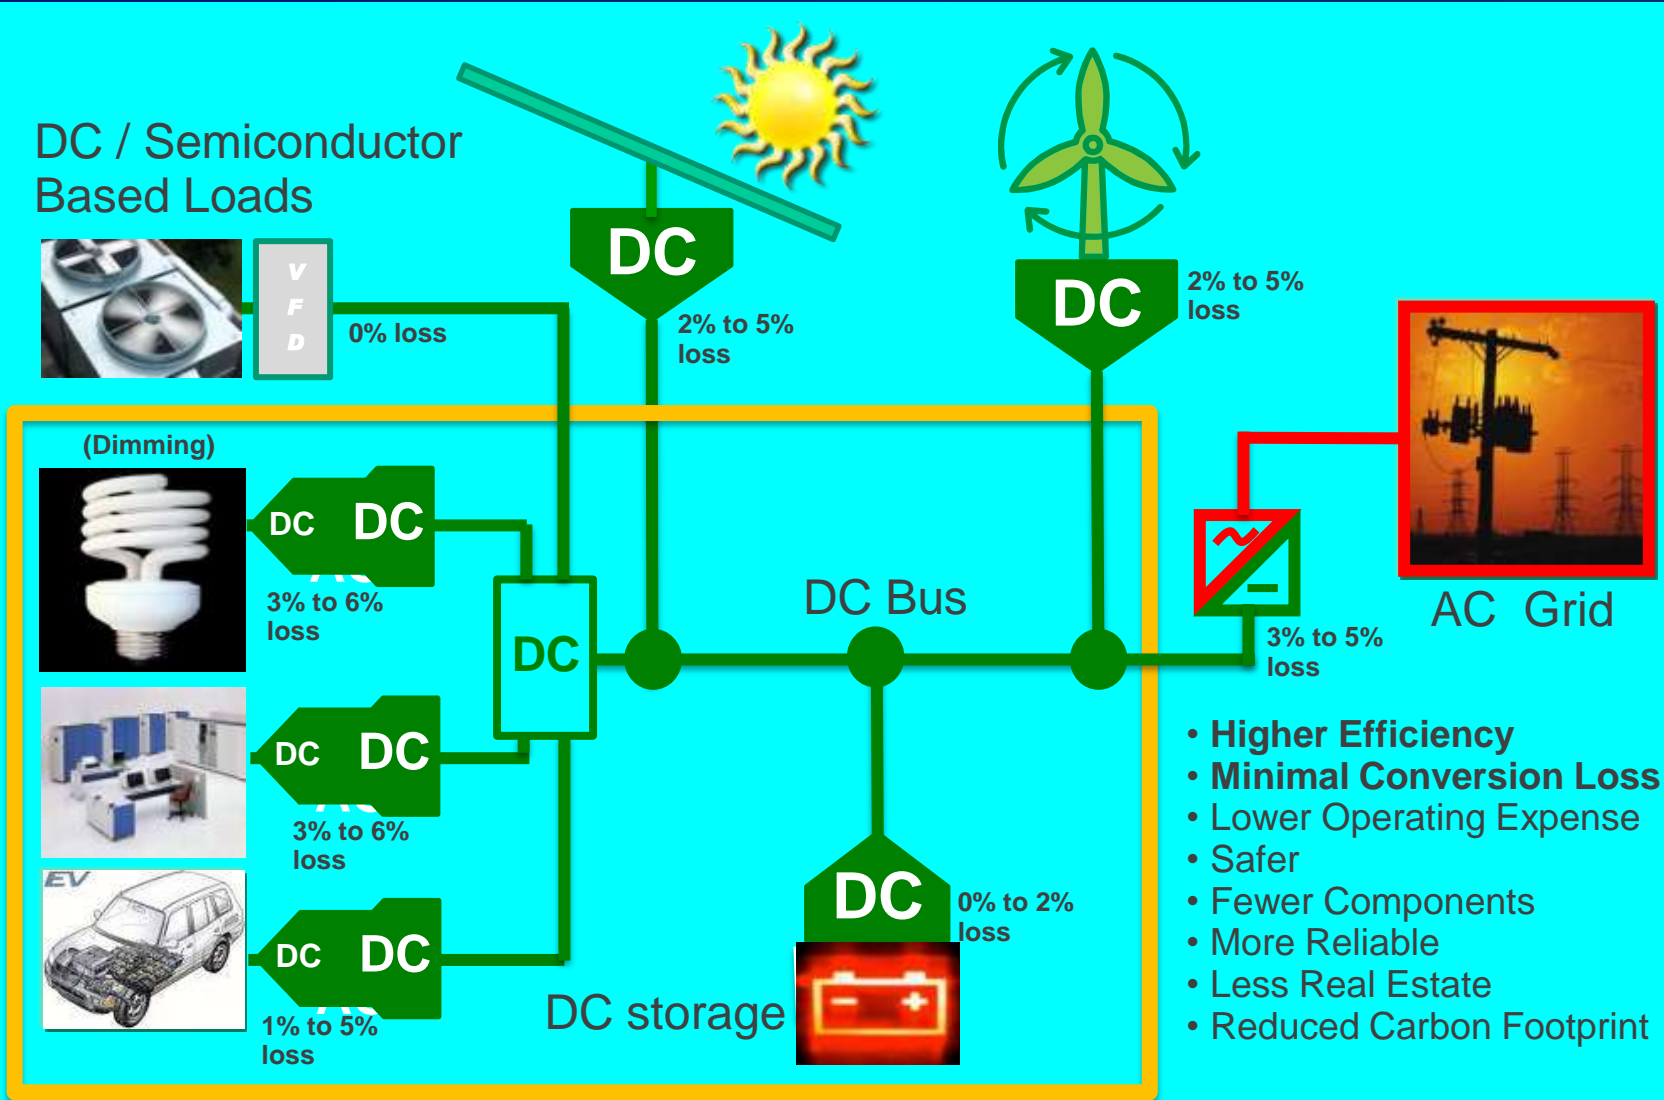 DC / Semiconductor
Based Loads
V
F
D
0% loss
DC
2% to 5%
loss
DC
2% to 5%
loss
(Dimming)
DC DC
3% to 6%
loss
DC
DC Bus
AC Grid
3% to 5%
loss
DC DC
3% to 6%
loss
EV
DC DC
1% to 5%
loss
DC
0% to 2%
loss
DC storage
• Higher Efficiency
• Minimal Conversion Loss
• Lower Operating Expense
• Safer
• Fewer Components
• More Reliable
• Less Real Estate
• Reduced Carbon Footprint